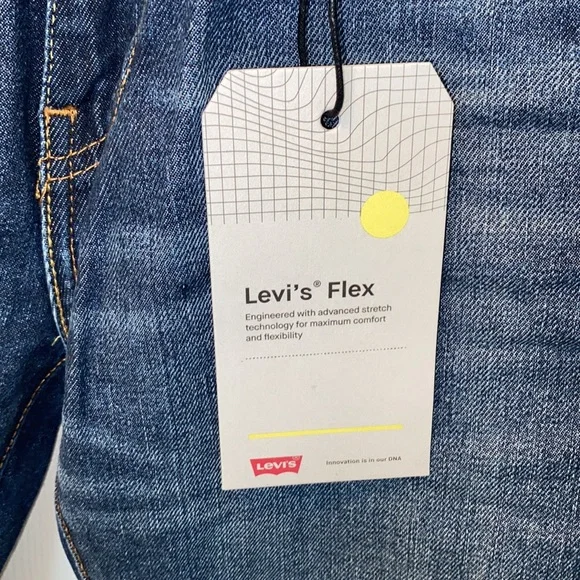 Levi's® Flex
Engineered with advanced stretch
technology for maximum comfort
and flexibility
Levi's
Innovation is in our DNA